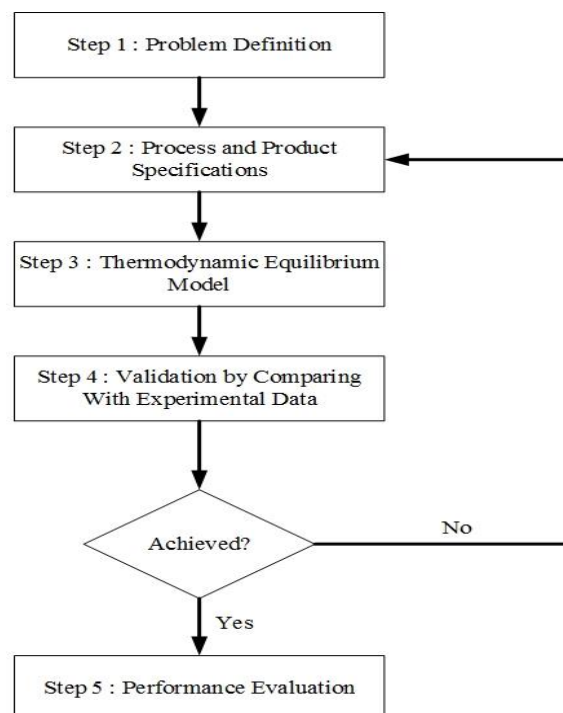 Step 1 : Problem Definition
Step 2 : Process and Product
Specifications
Step 3 : Thermodynamic Equilibrium
Model
Step 4 : Validation by Comparing
With Experimental Data
Achieved?
No
Yes
Step 5 : Performance Evaluation